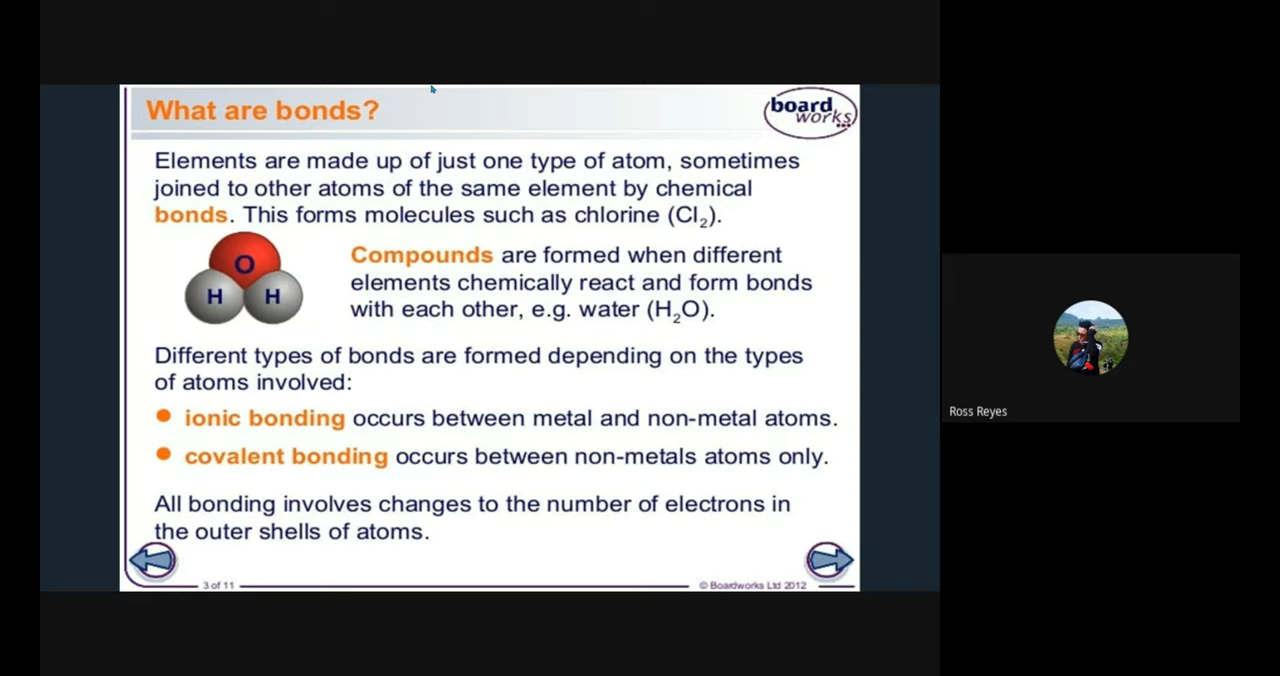 What are bonds?
board
works
Elements are made up of just one type of atom, sometimes
joined to other atoms of the same element by chemical
bonds. This forms molecules such as chlorine (Cl₂).
O
H H
Compounds are formed when different
elements chemically react and form bonds
with each other, e.g. water (H₂O).
Different types of bonds are formed depending on the types
of atoms involved:
● ionic bonding occurs between metal and non-metal atoms.
● covalent bonding occurs between non-metals atoms only.
All bonding involves changes to the number of electrons in
the outer shells of atoms.
3 of 11
© Boardworks Ltd 2012
Ross Reyes